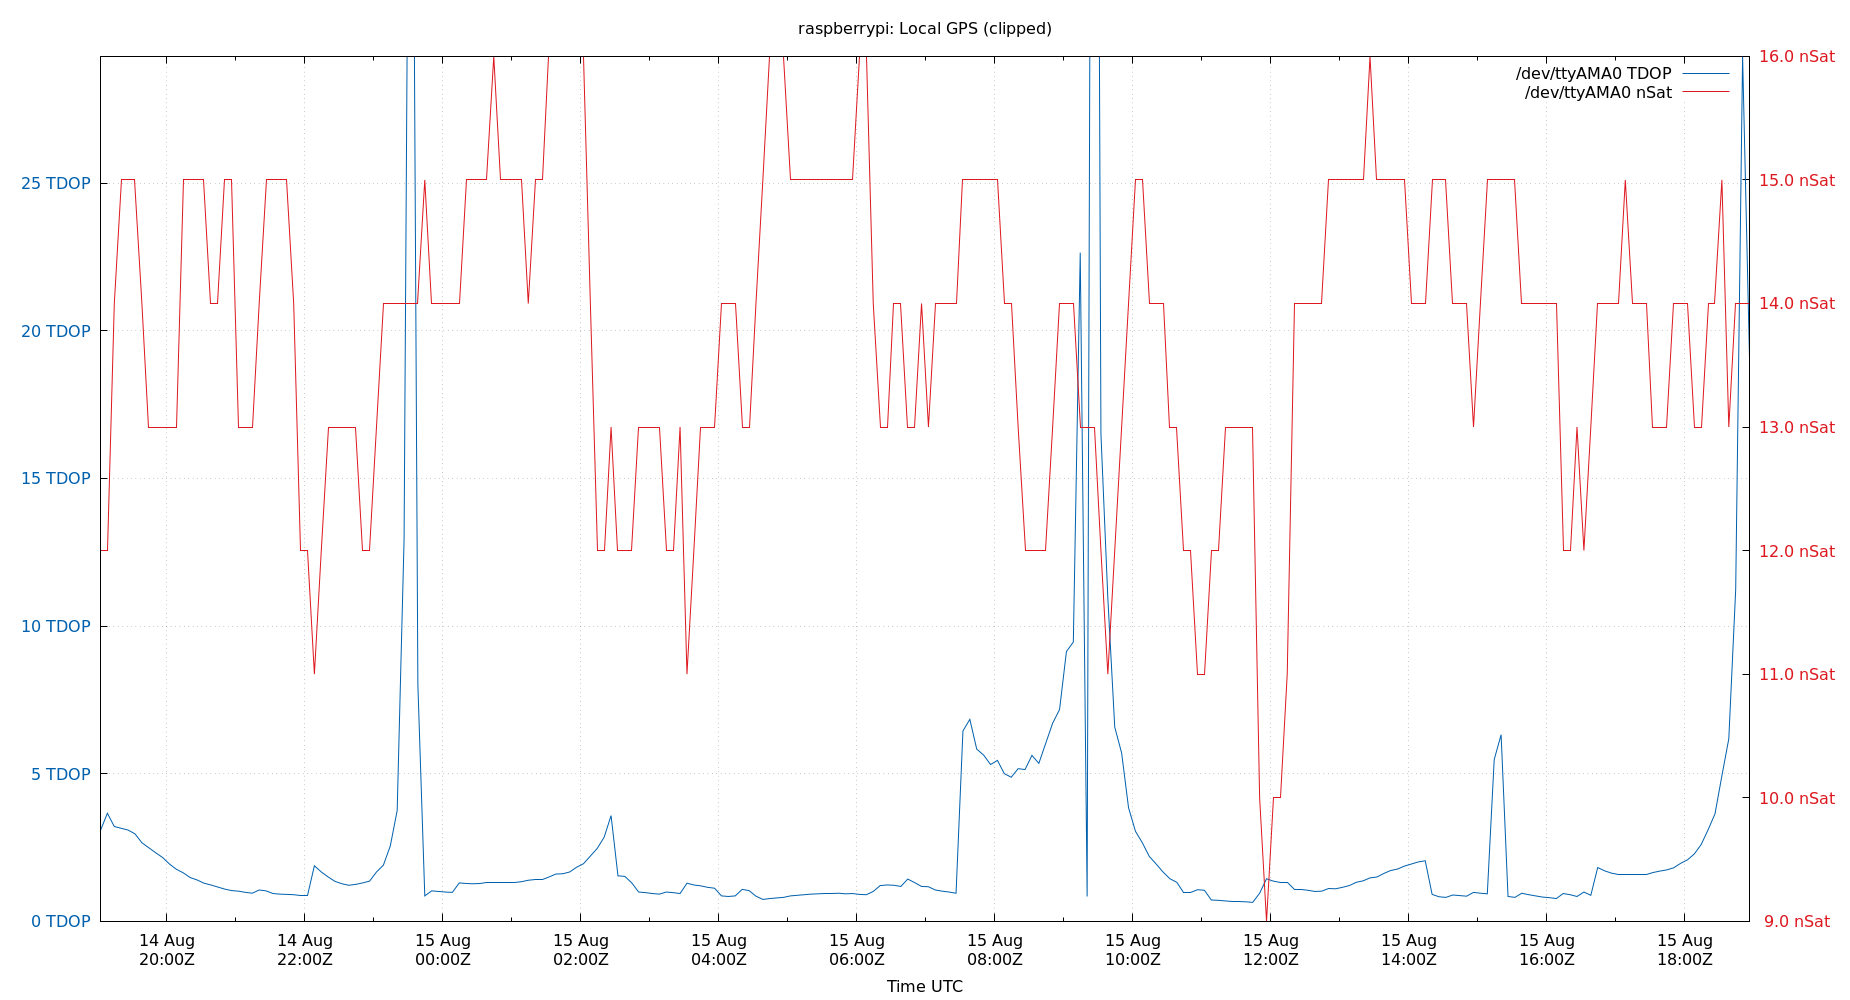 raspberrypi: Local GPS (clipped)
/dev/ttyAMA0 TDOP
/dev/ttyAMA0 nSat
25 TDOP
20 TDOP
15 TDOP
10 TDOP
5 TDOP
0 TDOP
16.0 nSat
15.0 nSat
14.0 nSat
13.0 nSat
12.0 nSat
11.0 nSat
10.0 nSat
9.0 nSat
14 Aug 14 Aug 15 Aug 15 Aug 15 Aug 15 Aug 15 Aug 15 Aug 15 Aug 15 Aug 15 Aug 15 Aug
20:00Z 22:00Z 00:00Z 02:00Z 04:00Z 06:00Z 08:00Z 10:00Z 12:00Z 14:00Z 16:00Z 18:00Z
Time UTC